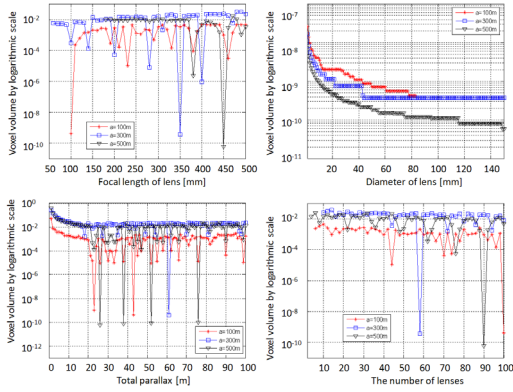 Voxel volume by logarithmic scale
10^-2
10^-4
10^-6
10^-8
10^-10
a=100m
a=300m
a=500m
50 100 150 200 250 300 350 400 450 500
Focal length of lens [mm]
Voxel volume by logarithmic scale
10^-7
10^-8
10^-9
10^-10
10^-11
a=100m
a=300m
a=500m
20 40 60 80 100 120 140
Diameter of lens [mm]
Voxel volume by logarithmic scale
10^0
10^-2
10^-4
10^-6
10^-8
10^-10
10^-12
a=100m
a=300m
a=500m
0 10 20 30 40 50 60 70 80 90 100
Total parallax [m]
Voxel volume by logarithmic scale
10^-2
10^-4
10^-6
10^-8
10^-10
a=100m
a=300m
a=500m
0 10 20 30 40 50 60 70 80 90 100
The number of lenses